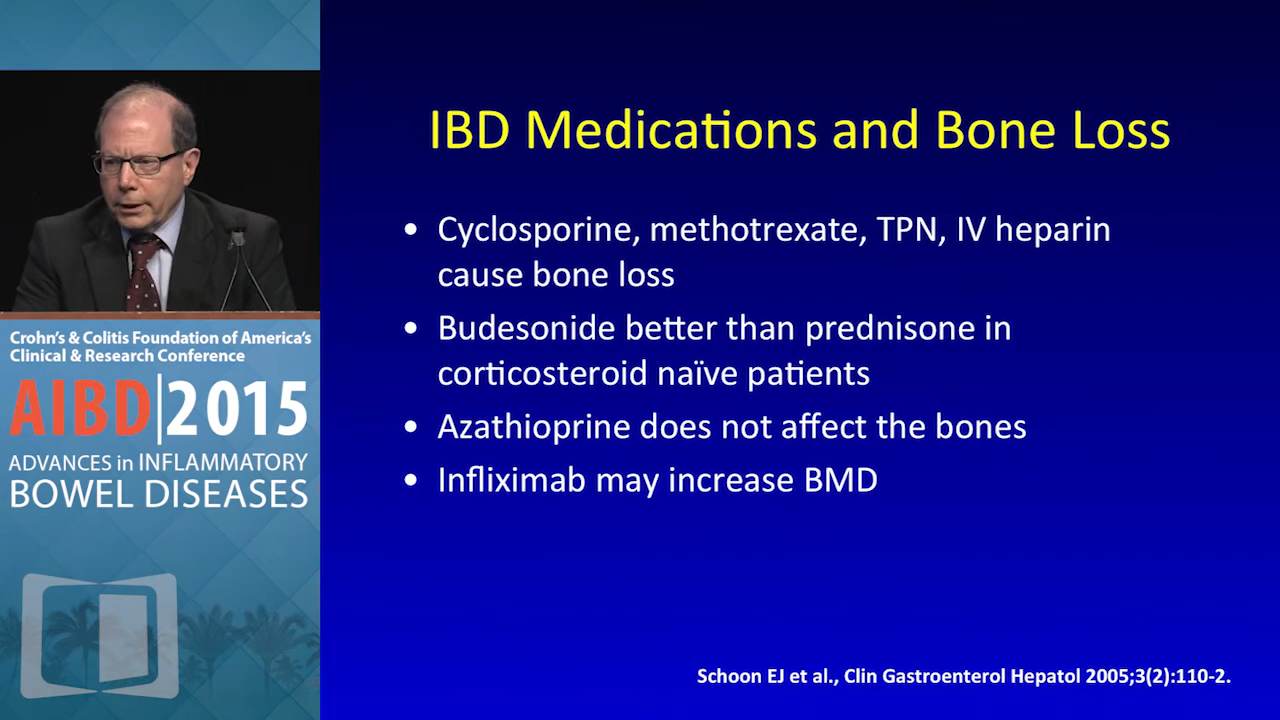 IBD Medications and Bone Loss
• Cyclosporine, methotrexate, TPN, IV heparin
cause bone loss
• Budesonide better than prednisone in
corticosteroid naïve patients
• Azathioprine does not affect the bones
• Infliximab may increase BMD
Schoon EJ et al., Clin Gastroenterol Hepatol 2005;3(2):110-2.
Crohn's & Colitis Foundation of America's
Clinical & Research Conference
AIBD|2015
ADVANCES in INFLAMMATORY
BOWEL DISEASES